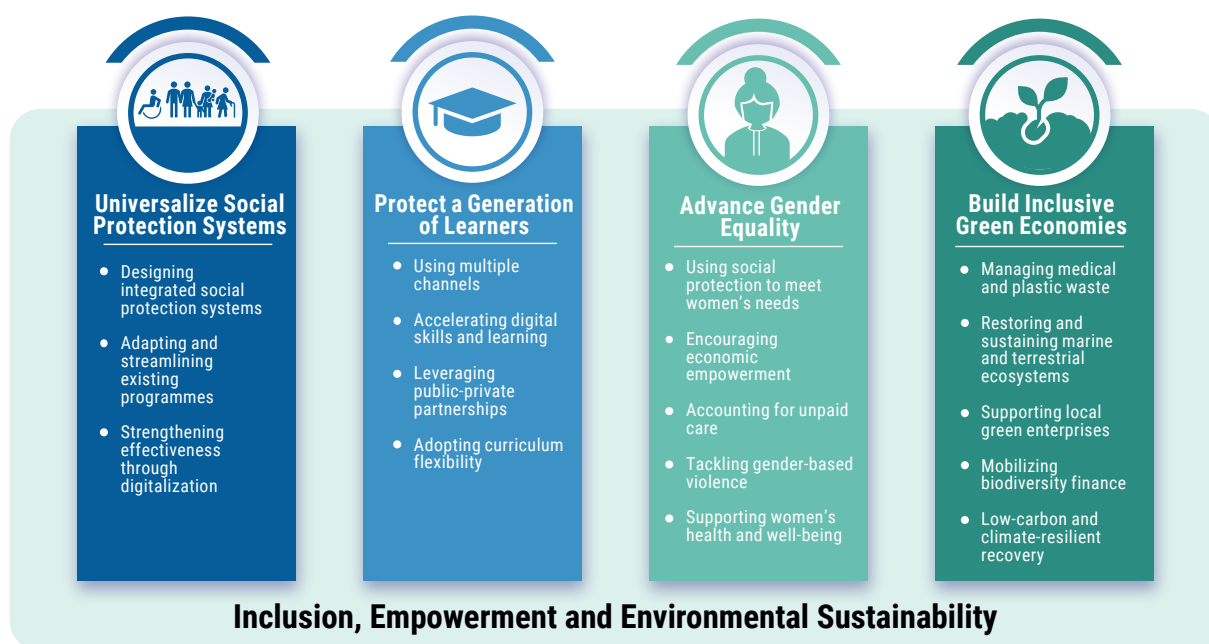 Universalize Social
Protection Systems
Designing
integrated social
protection systems
Adapting and
streamlining
existing
programmes
Strengthening
effectiveness
through
digitalization
Protect a Generation
of Learners
Using multiple
channels
Accelerating digital
skills and learning
Leveraging
public-private
partnerships
Adopting curriculum
flexibility
Advance Gender
Equality
Using social
protection to meet
women's needs
Encouraging
economic
empowerment
Accounting for unpaid
care
Tackling gender-based
violence
Supporting women's
health and well-being
Build Inclusive
Green Economies
Managing medical
and plastic waste
Restoring and
sustaining marine
and terrestrial
ecosystems
Supporting local
green enterprises
Mobilizing
biodiversity finance
Low-carbon and
climate-resilient
recovery
Inclusion, Empowerment and Environmental Sustainability